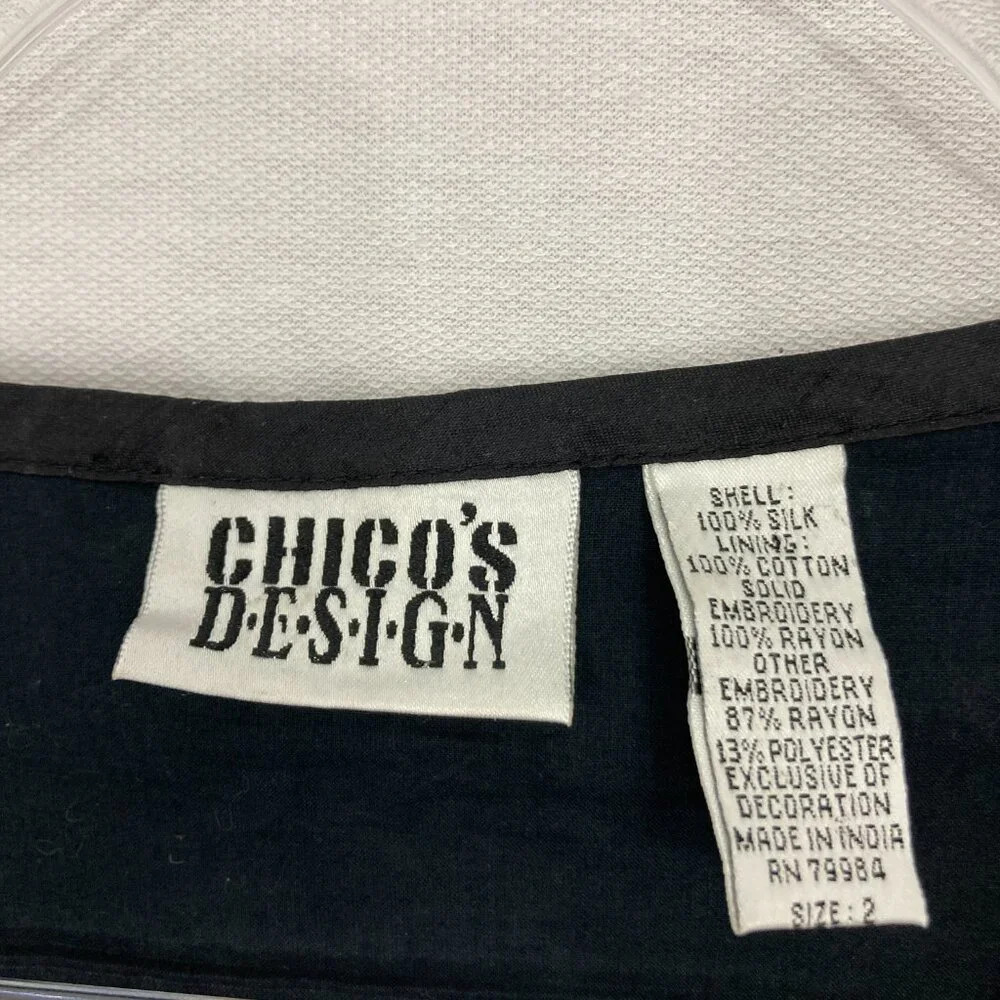 CHICO'S
D·E·S·I·G·N
SHELL:
100% SILK
LINING:
100% COTTON
SOLID
EMBROIDERY
100% RAYON
OTHER
EMBROIDERY
87% RAYON
13% POLYESTER
EXCLUSIVE OF
DECORATION
MADE IN INDIA
RN 79984
SIZE: 2